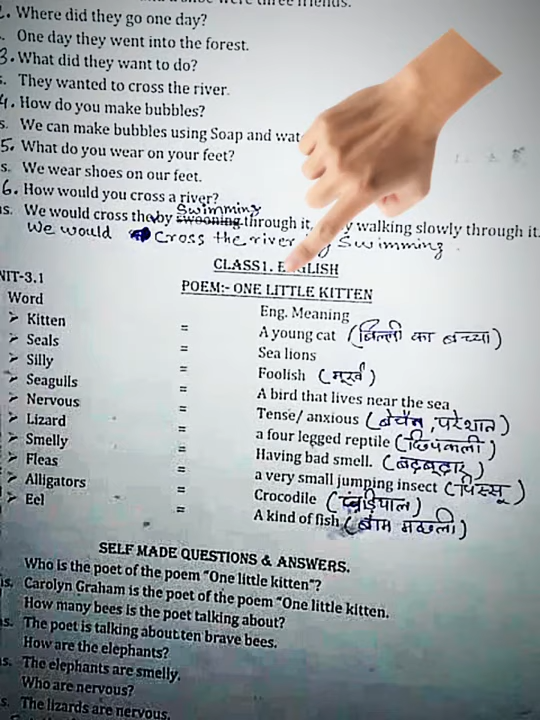 2. Where did they go one day?
One day they went into the forest.
3. What did they want to do?
s. They wanted to cross the river.
4. How do you make bubbles?
s. We can make bubbles using Soap and wat
5. What do you wear on your feet?
s. We wear shoes on our feet.
6. How would you cross a river?
Swimming
ns. We would cross the by swooning through it, walking slowly through it.
We would Cross the river Swimming.
CLASS1. ENGLISH
NIT-3.1 POEM:- ONE LITTLE KITTEN
Word Eng. Meaning
➢ Kitten = A young cat (बिल्ली का बच्चा)
➢ Seals = Sea lions
➢ Silly = Foolish (मूर्ख)
➢ Seagulls = A bird that lives near the sea
➢ Nervous = Tense/ anxious (बेचैन, परेशान)
➢ Lizard = a four legged reptile (छिपकली)
➢ Smelly = Having bad smell. (बदबूदार)
➢ Fleas = a very small jumping insect (पिस्सू)
➢ Alligators = Crocodile
➢ Eel = A kind of fish (बाम मछली)
SELF MADE QUESTIONS & ANSWERS.
Who is the poet of the poem “One little kitten”?
ns. Carolyn Graham is the poet of the poem “One little kitten.
How many bees is the poet talking about?
ns. The poet is talking about ten brave bees.
How are the elephants?
s. The elephants are smelly.
Who are nervous?
s. The lizards are nervous.